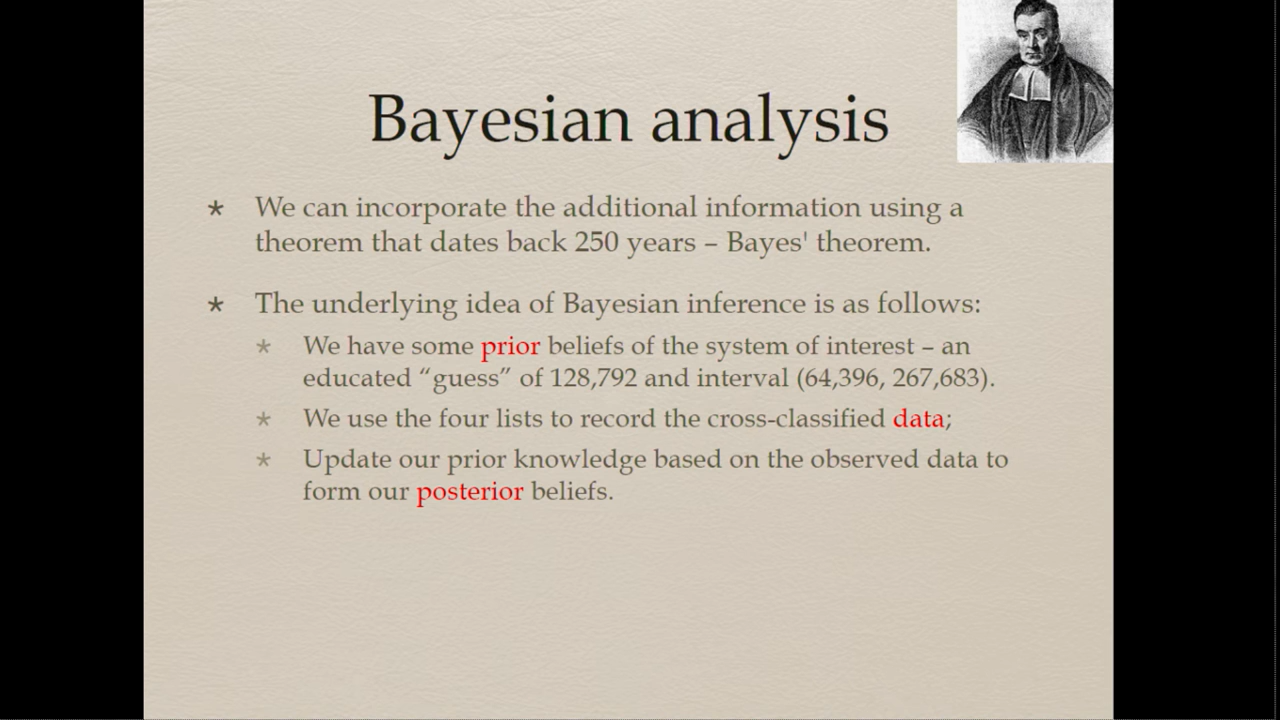 Bayesian analysis
* We can incorporate the additional information using a
theorem that dates back 250 years – Bayes' theorem.
* The underlying idea of Bayesian inference is as follows:
* We have some prior beliefs of the system of interest – an
educated “guess” of 128,792 and interval (64,396, 267,683).
* We use the four lists to record the cross-classified data;
* Update our prior knowledge based on the observed data to
form our posterior beliefs.